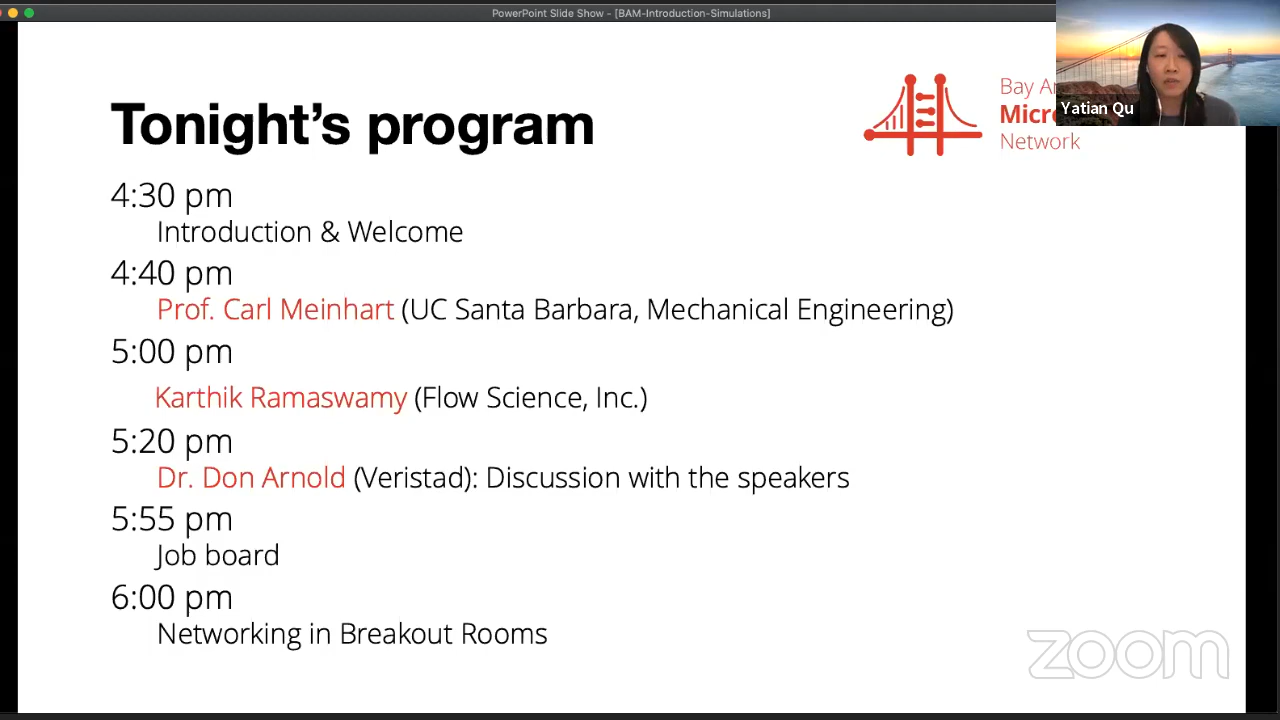 PowerPoint Slide Show - [BAM-Introduction-Simulations]
Tonight's program
Bay
Network
Yatian Qu
4:30 pm
Introduction & Welcome
4:40 pm
Prof. Carl Meinhart (UC Santa Barbara, Mechanical Engineering)
5:00 pm
Karthik Ramaswamy (Flow Science, Inc.)
5:20 pm
Dr. Don Arnold (Veristad): Discussion with the speakers
5:55 pm
Job board
6:00 pm
Networking in Breakout Rooms
zoom